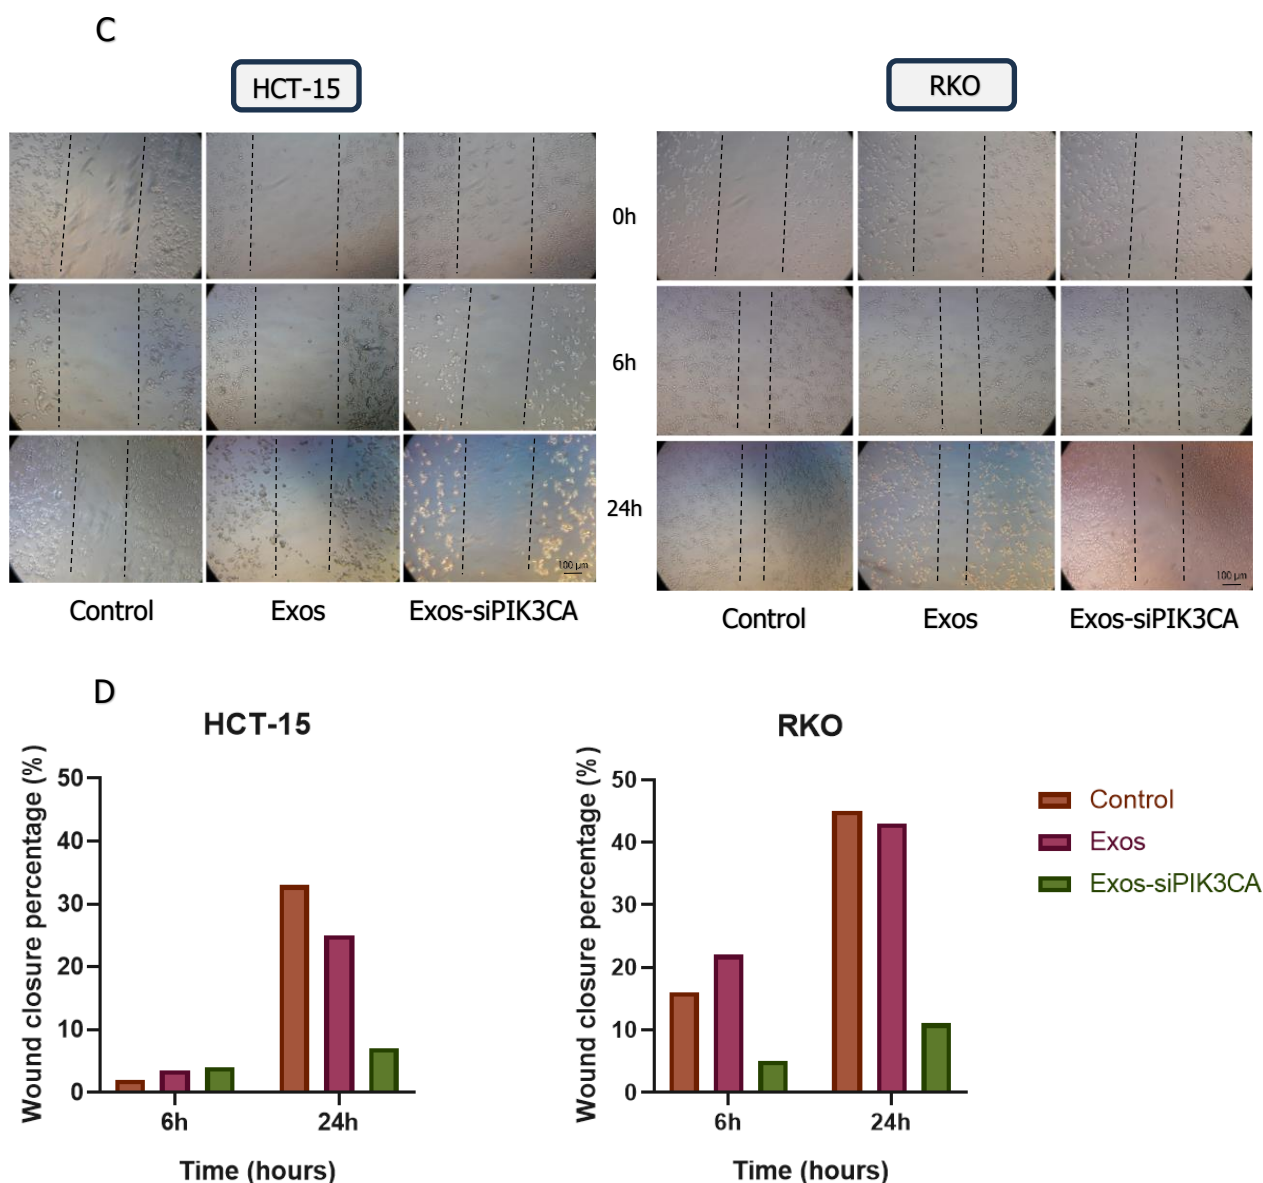 C
HCT-15
RKO
0h
6h
24h
100 µm
100 µm
Control Exos Exos-siPIK3CA
Control Exos Exos-siPIK3CA
D
HCT-15
Wound closure percentage (%)
50
40
30
20
10
0
6h 24h
Time (hours)
RKO
Wound closure percentage (%)
50
40
30
20
10
0
6h 24h
Time (hours)
Control
Exos
Exos-siPIK3CA